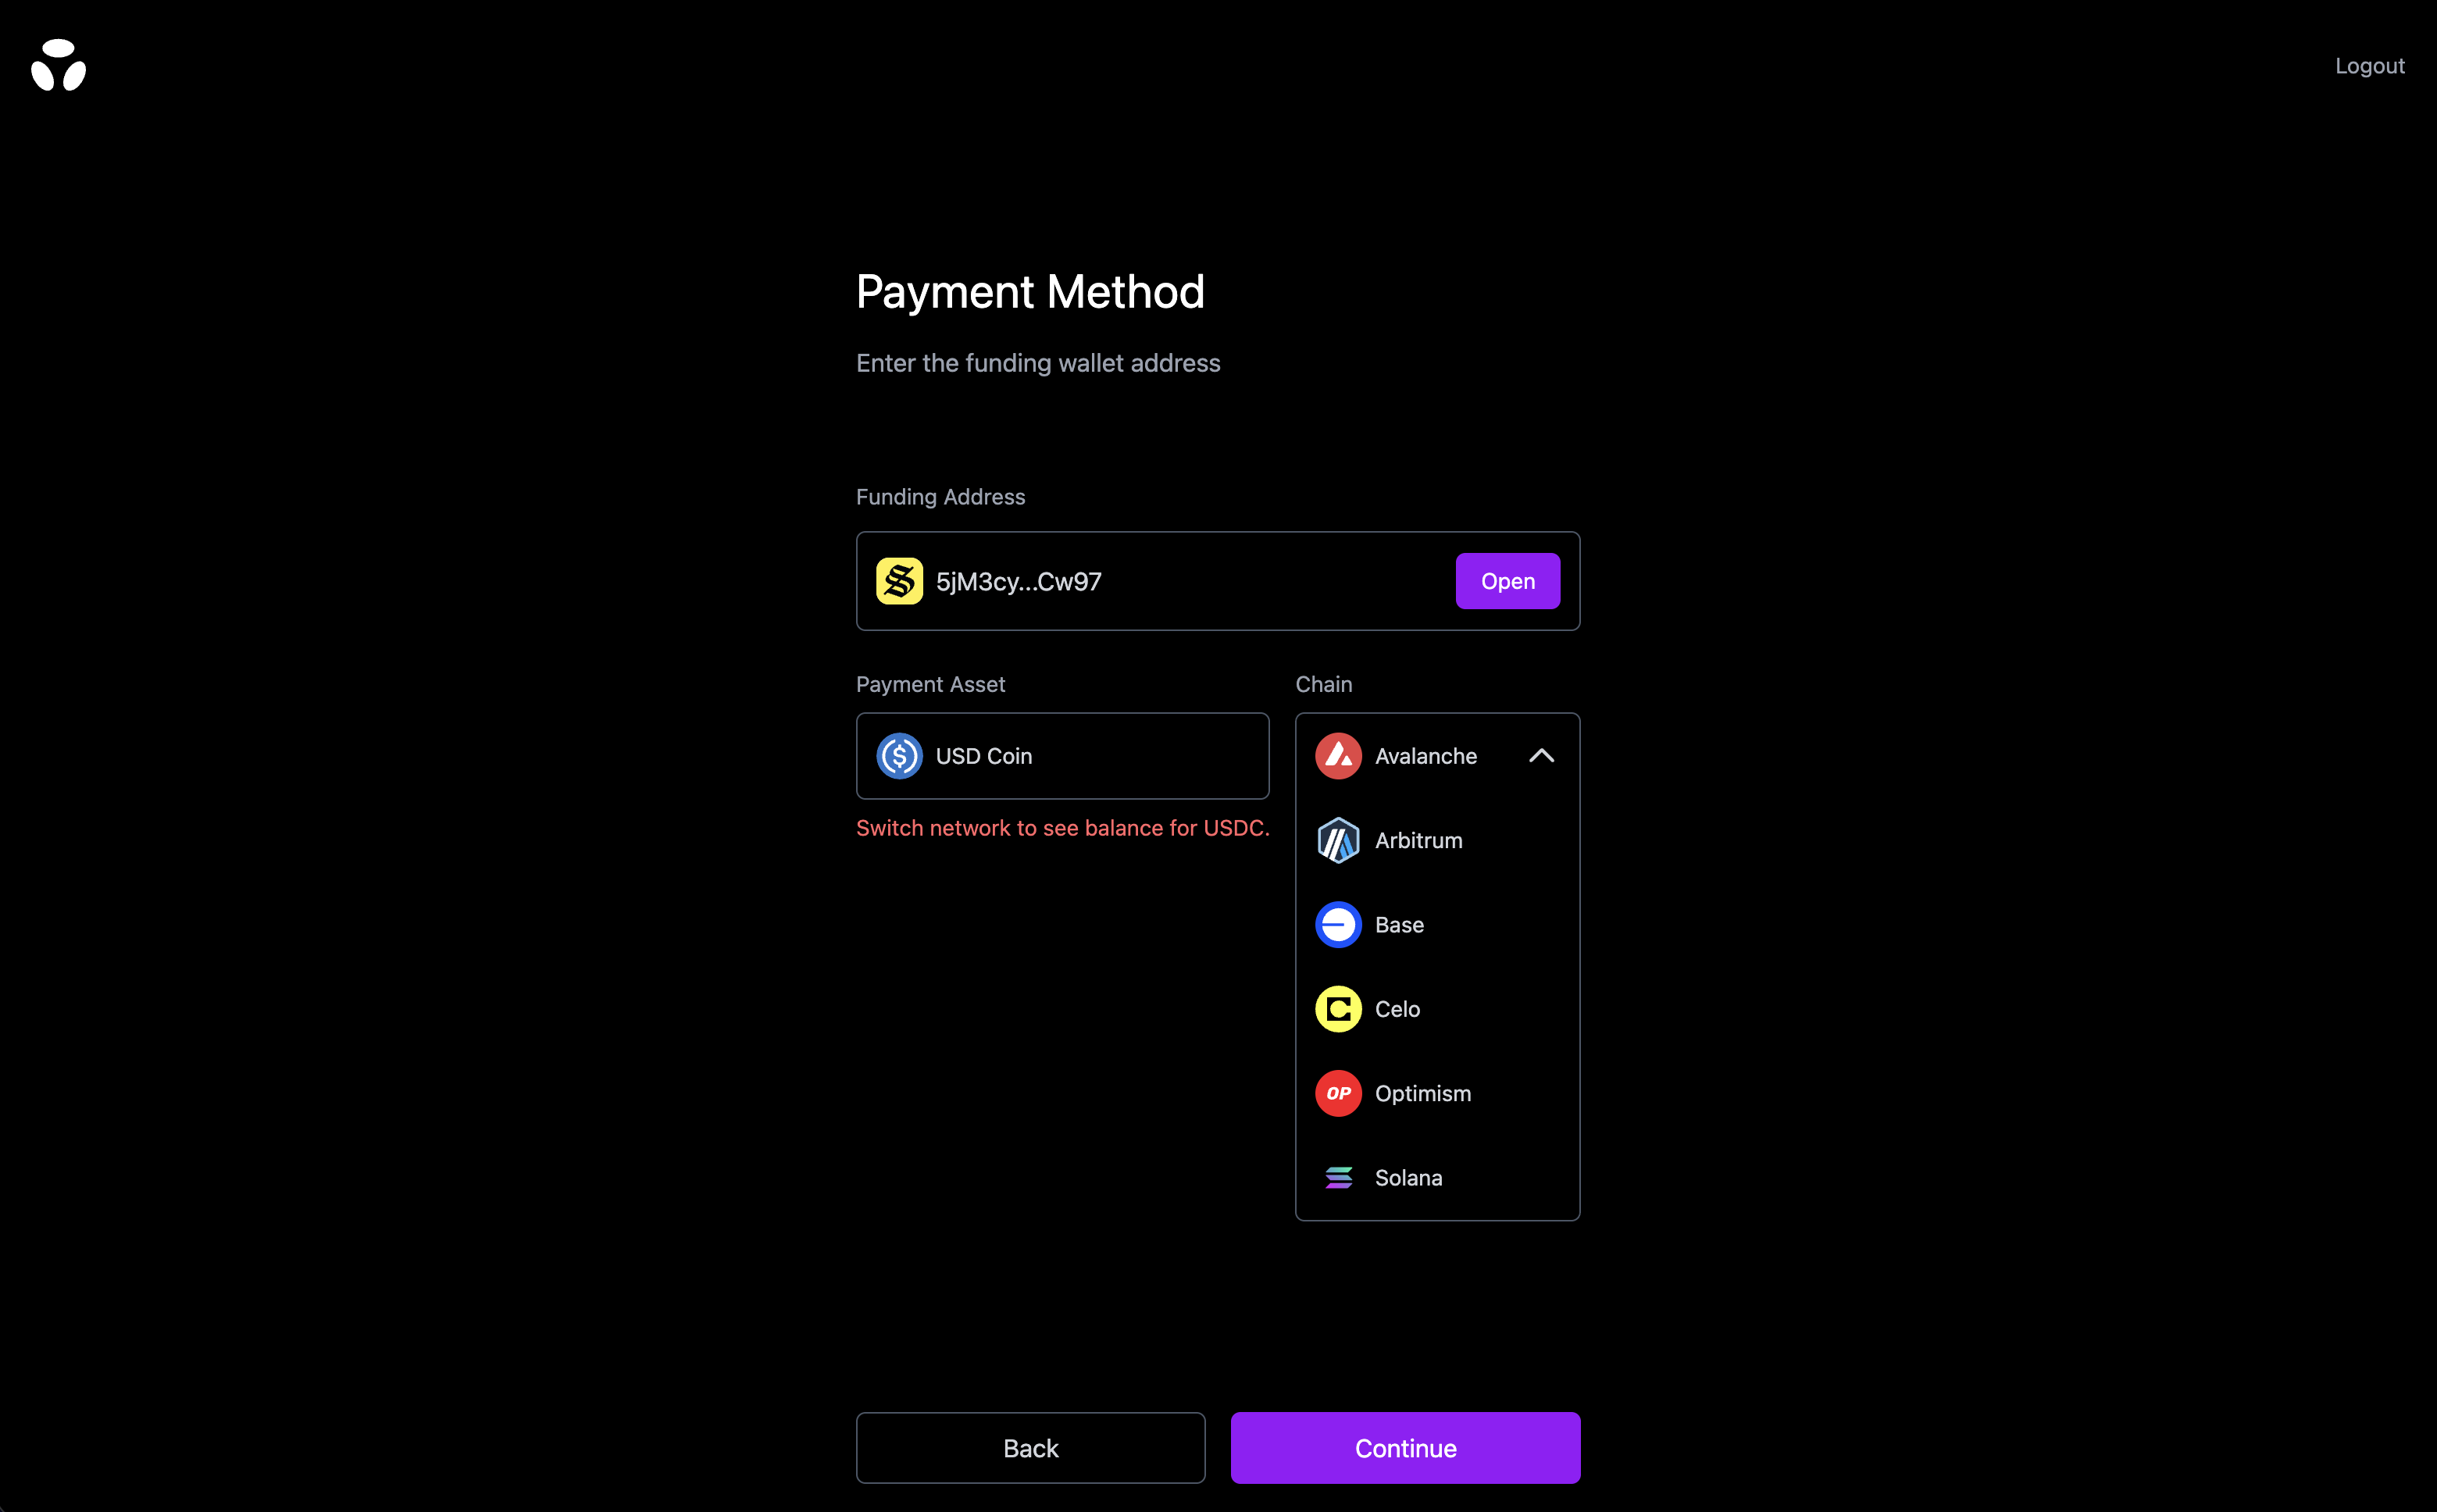 Logout
Payment Method
Enter the funding wallet address
Funding Address
5jM3cy...Cw97
Open
Payment Asset
Chain
USD Coin
Avalanche
Switch network to see balance for USDC.
Arbitrum
Base
Celo
OP
Optimism
Solana
Back
Continue